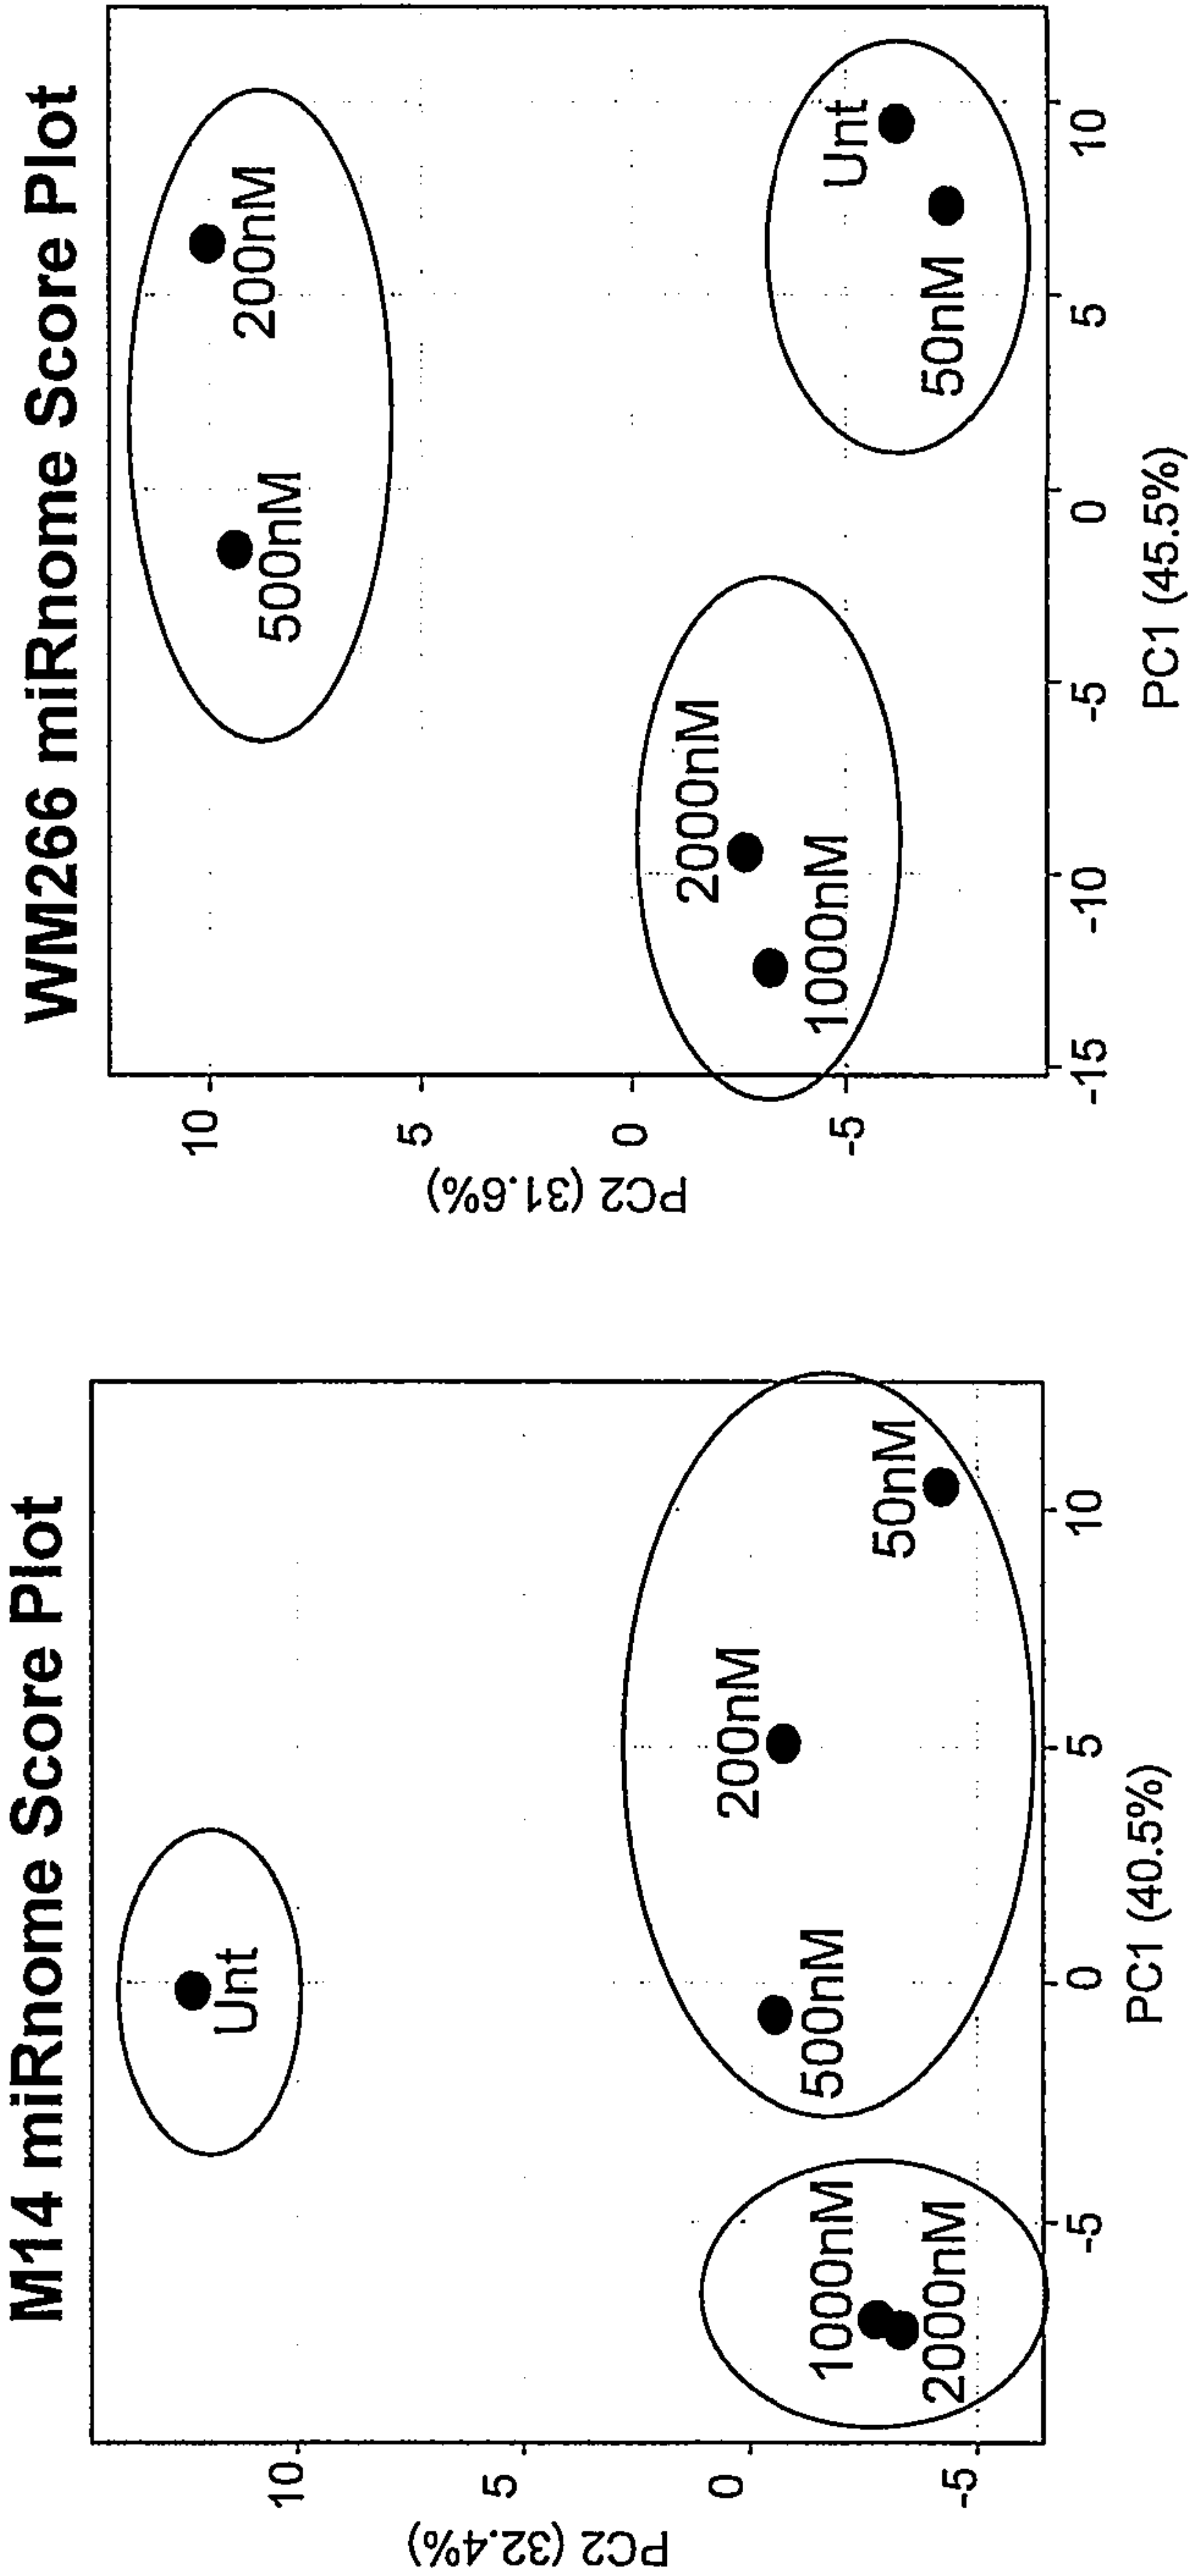 M14 miRnome Score Plot
PC2 (32.4%)
10
5
0
-5
Unt
200nM
500nM
50nM
1000nM
2000nM
-5
0
5
10
PC1 (40.5%)
WM266 miRnome Score Plot
PC2 (31.6%)
10
5
0
-5
200nM
500nM
2000nM
1000nM
Unt
50nM
-15
-10
-5
0
5
10
PC1 (45.5%)